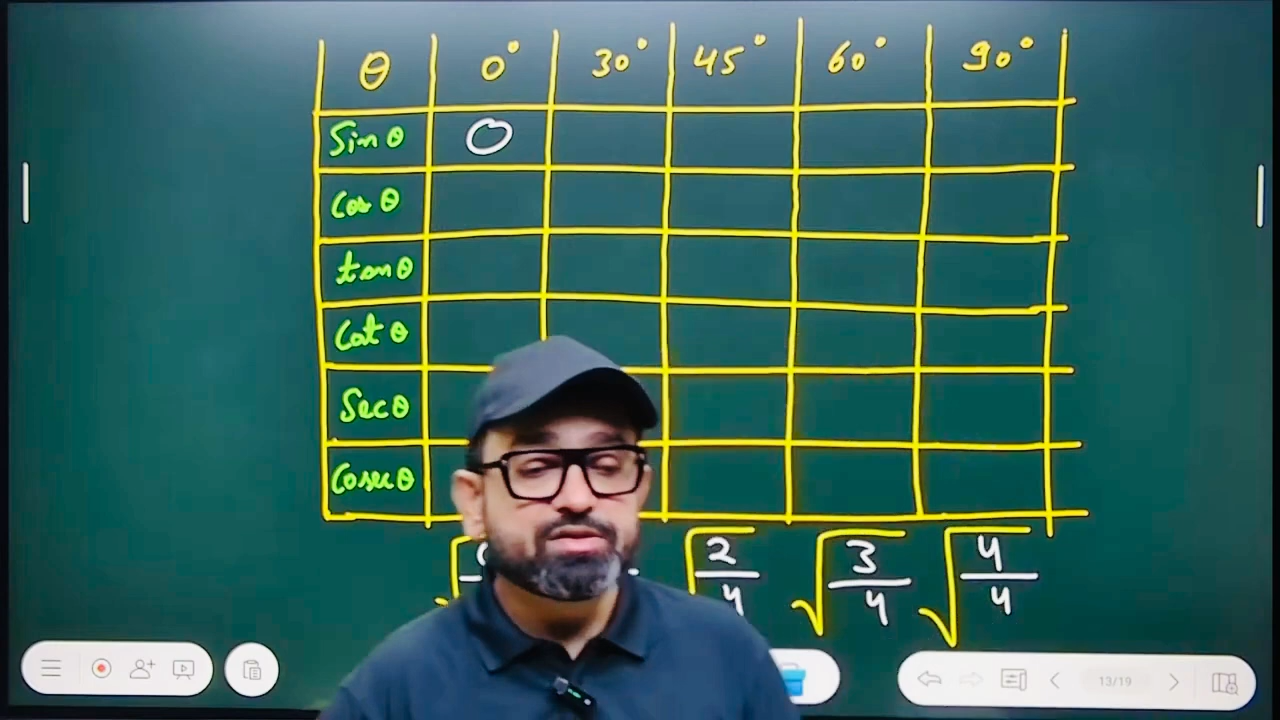 θ 0° 30° 45° 60° 90°
Sin θ 0
Cos θ
tan θ
Cot θ
Sec θ
Cosec θ
√2/4 √3/4 √4/4
13/19